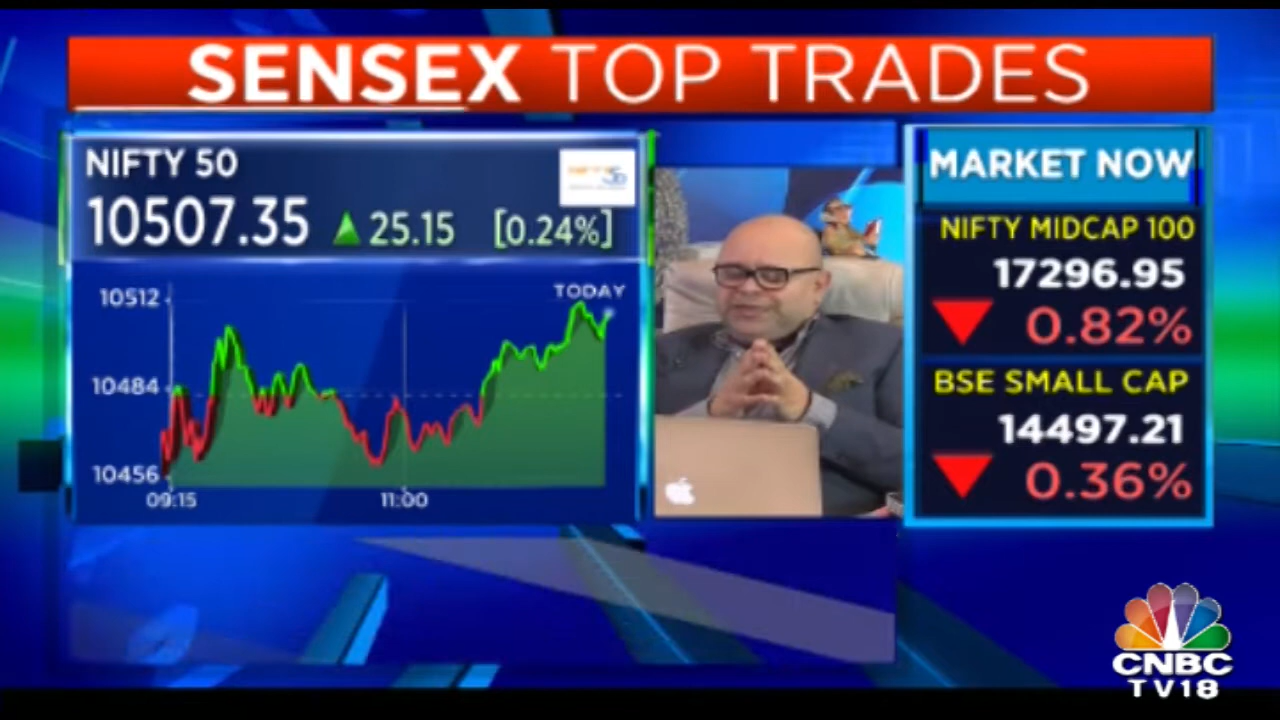 SENSEX TOP TRADES
NIFTY 50
10507.35 ▲ 25.15 [0.24%]
TODAY
10512
10484
10456
09:15 11:00
MARKET NOW
NIFTY MIDCAP 100
17296.95
▼ 0.82%
BSE SMALL CAP
14497.21
▼ 0.36%
CNBC
TV18